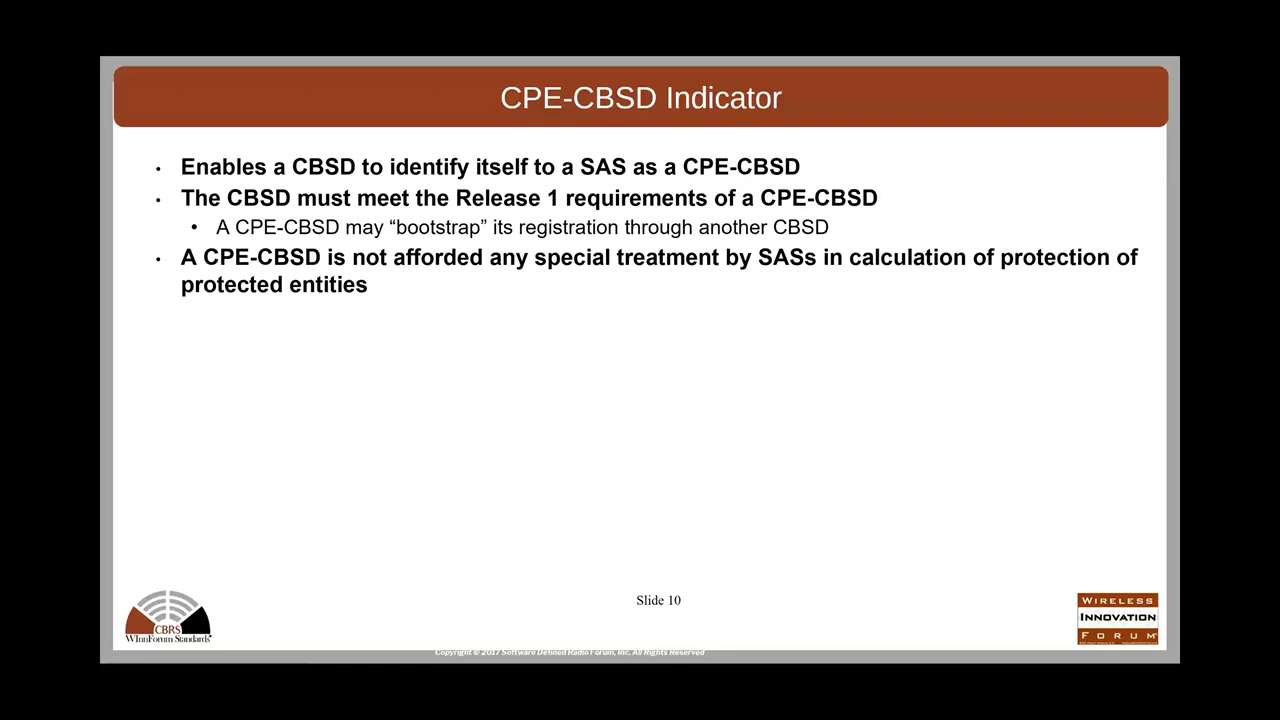 CPE-CBSD Indicator
• Enables a CBSD to identify itself to a SAS as a CPE-CBSD
• The CBSD must meet the Release 1 requirements of a CPE-CBSD
• A CPE-CBSD may “bootstrap” its registration through another CBSD
• A CPE-CBSD is not afforded any special treatment by SASs in calculation of protection of
protected entities
CBRS
WInnForum Standards
Slide 10
WIRELESS
INNOVATION
FORUM
Copyright © 2017 Software Defined Radio Forum, Inc. All Rights Reserved